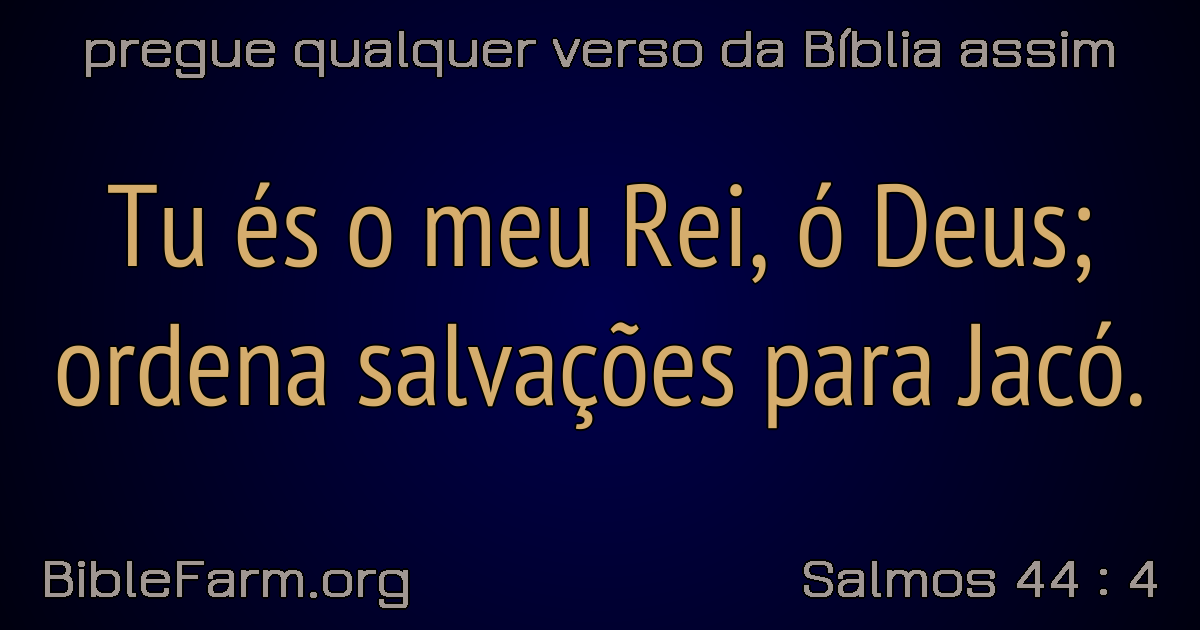 pregue qualquer verso da Bíblia assim
Tu és o meu Rei, ó Deus;
ordena salvações para Jacó.
BibleFarm.org
Salmos 44 : 4